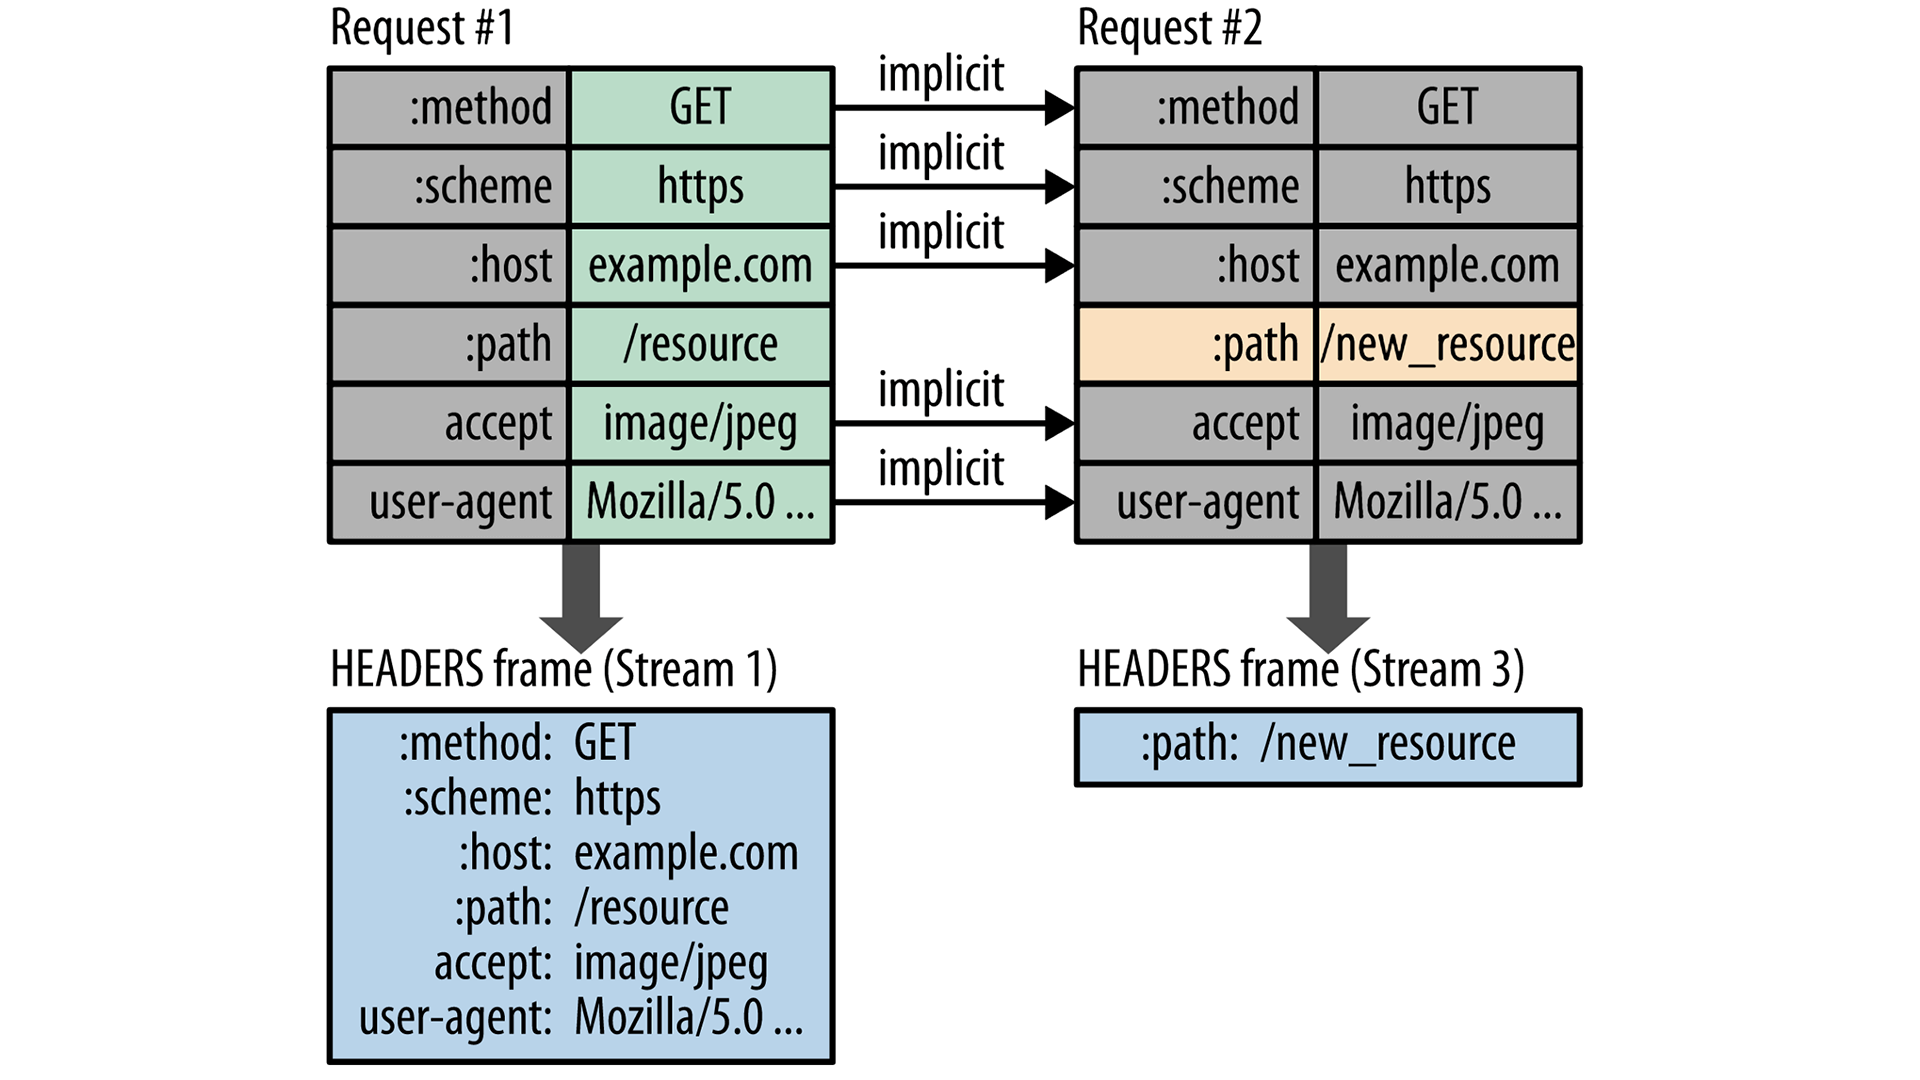 Request #1
:method GET
:scheme https
:host example.com
:path /resource
accept image/jpeg
user-agent Mozilla/5.0 ...
implicit
implicit
implicit
implicit
implicit
Request #2
:method GET
:scheme https
:host example.com
:path /new_resource
accept image/jpeg
user-agent Mozilla/5.0 ...
HEADERS frame (Stream 1)
:method: GET
:scheme: https
:host: example.com
:path: /resource
accept: image/jpeg
user-agent: Mozilla/5.0 ...
HEADERS frame (Stream 3)
:path: /new_resource